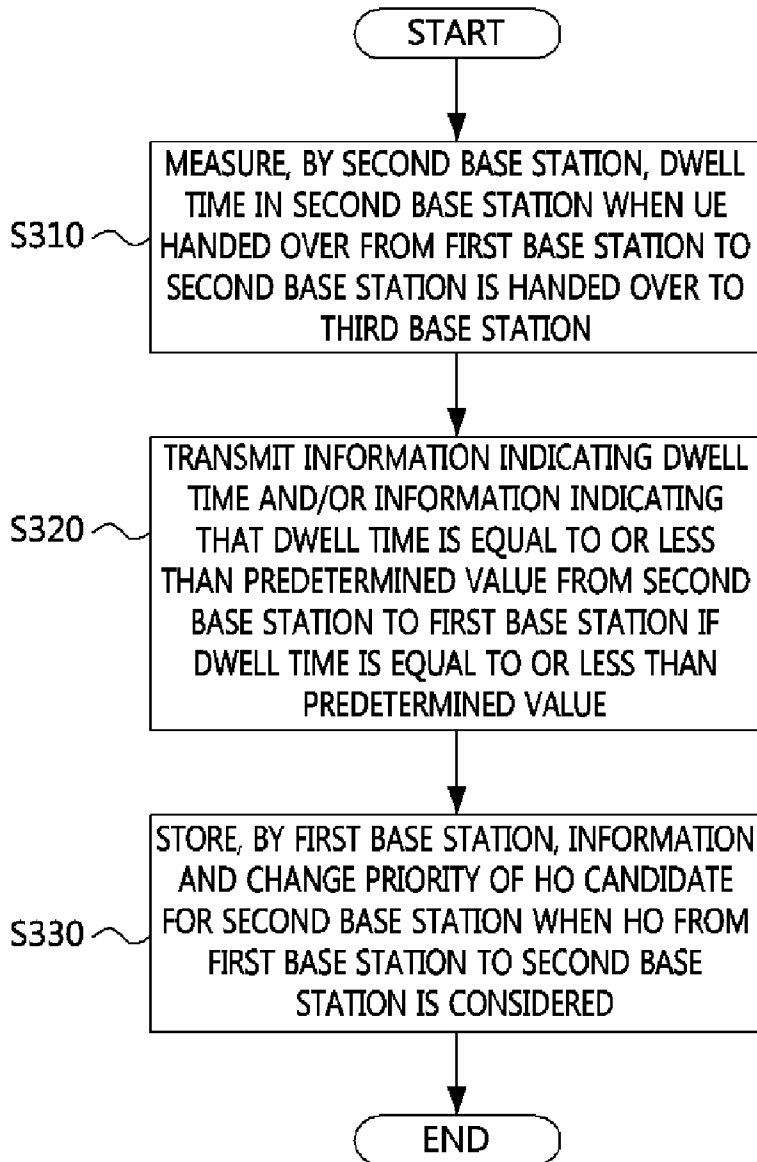 START
S310
MEASURE, BY SECOND BASE STATION, DWELL
TIME IN SECOND BASE STATION WHEN UE
HANDED OVER FROM FIRST BASE STATION TO
SECOND BASE STATION IS HANDED OVER TO
THIRD BASE STATION
S320
TRANSMIT INFORMATION INDICATING DWELL
TIME AND/OR INFORMATION INDICATING
THAT DWELL TIME IS EQUAL TO OR LESS
THAN PREDETERMINED VALUE FROM SECOND
BASE STATION TO FIRST BASE STATION IF
DWELL TIME IS EQUAL TO OR LESS THAN
PREDETERMINED VALUE
S330
STORE, BY FIRST BASE STATION, INFORMATION
AND CHANGE PRIORITY OF HO CANDIDATE
FOR SECOND BASE STATION WHEN HO FROM
FIRST BASE STATION TO SECOND BASE
STATION IS CONSIDERED
END